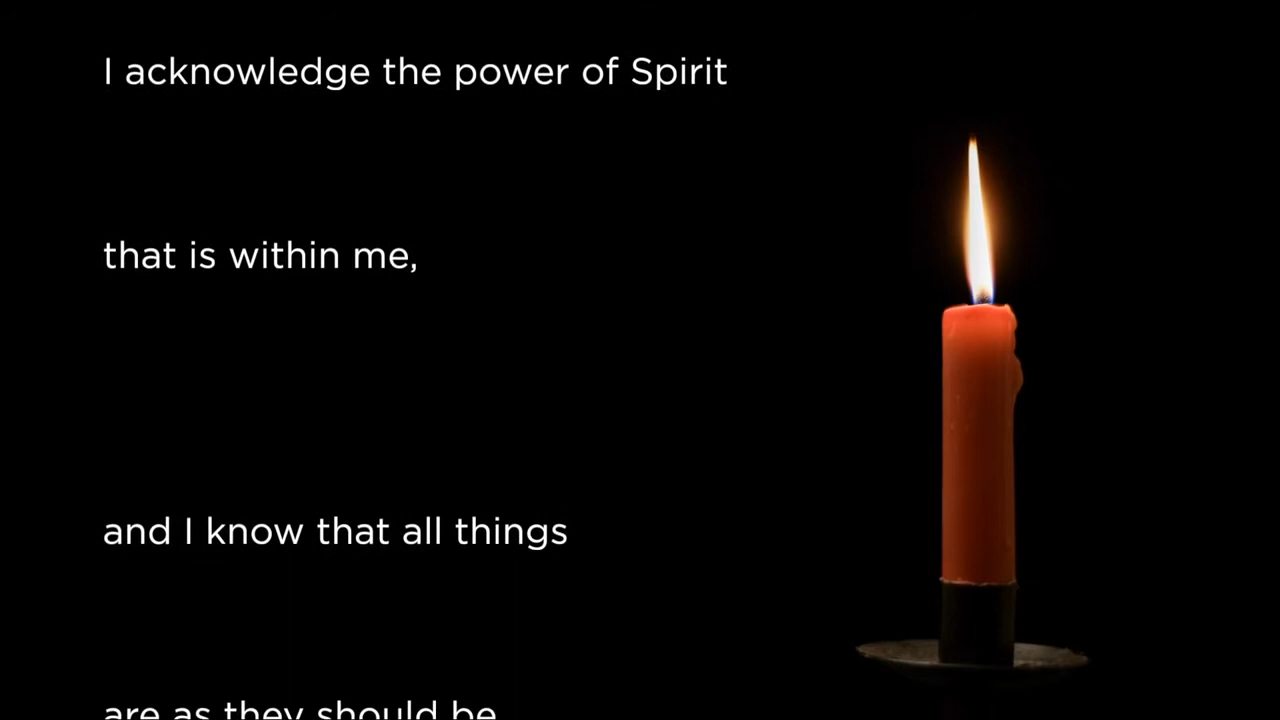 I acknowledge the power of Spirit
that is within me,
and I know that all things
are as they should be